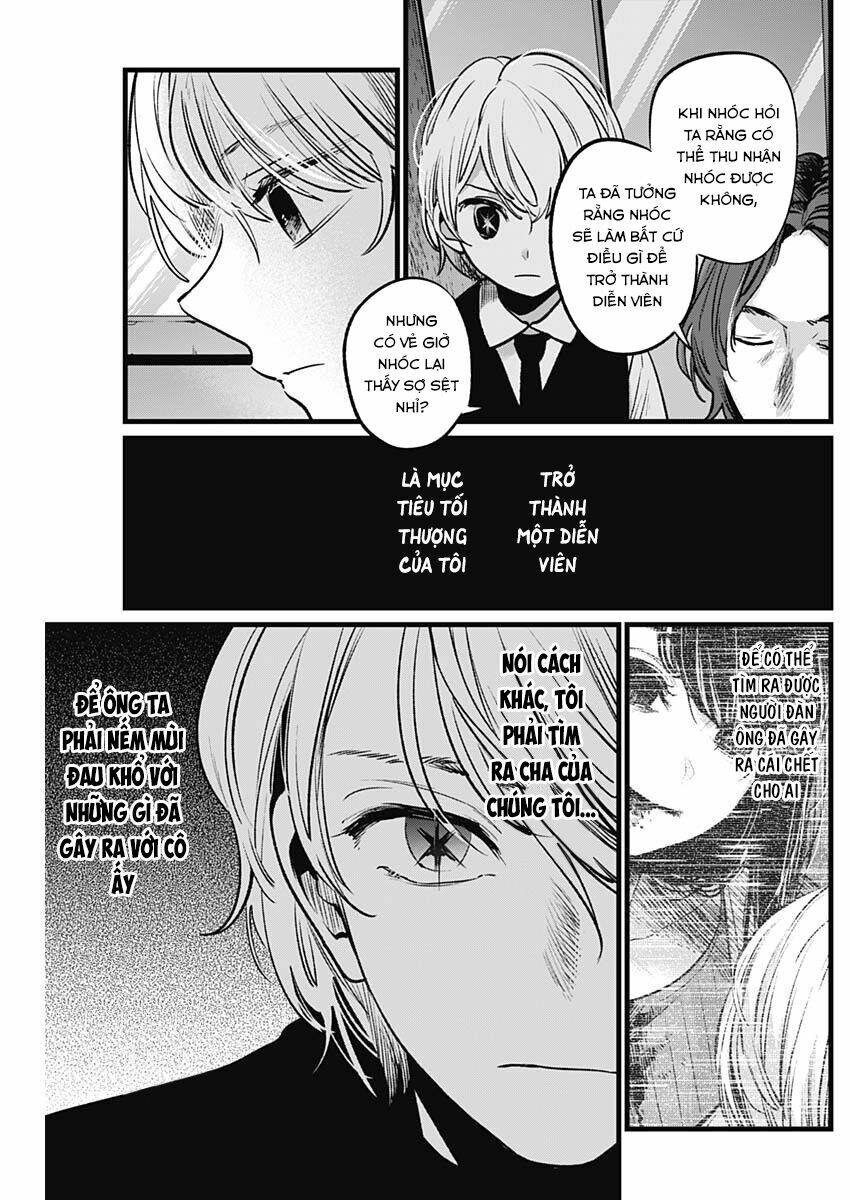 KHI NHÓC HỎI
TA RẰNG CÓ
THỂ THU NHẬN
NHÓC ĐƯỢC
KHÔNG,
TA ĐÃ TƯỞNG
RẰNG NHÓC
SẼ LÀM BẤT CỨ
ĐIỀU GÌ ĐỂ
TRỞ THÀNH
DIỄN VIÊN
NHƯNG
CÓ VẺ GIỜ
NHÓC LẠI
THẤY SỢ SỆT
NHỈ?
TRỞ
THÀNH
MỘT DIỄN
VIÊN
LÀ MỤC
TIÊU TỐI
THƯỢNG
CỦA TÔI
ĐỂ CÓ THỂ
TÌM RA ĐƯỢC
NGƯỜI ĐÀN
ÔNG ĐÃ GÂY
RA CÁI CHẾT
CHO AI
NÓI CÁCH
KHÁC, TÔI
PHẢI TÌM
RA CHA CỦA
CHÚNG TÔI...
ĐỂ ÔNG TA
PHẢI NẾM MÙI
ĐAU KHỔ VỚI
NHỮNG GÌ ĐÃ
GÂY RA VỚI CÔ
ẤY